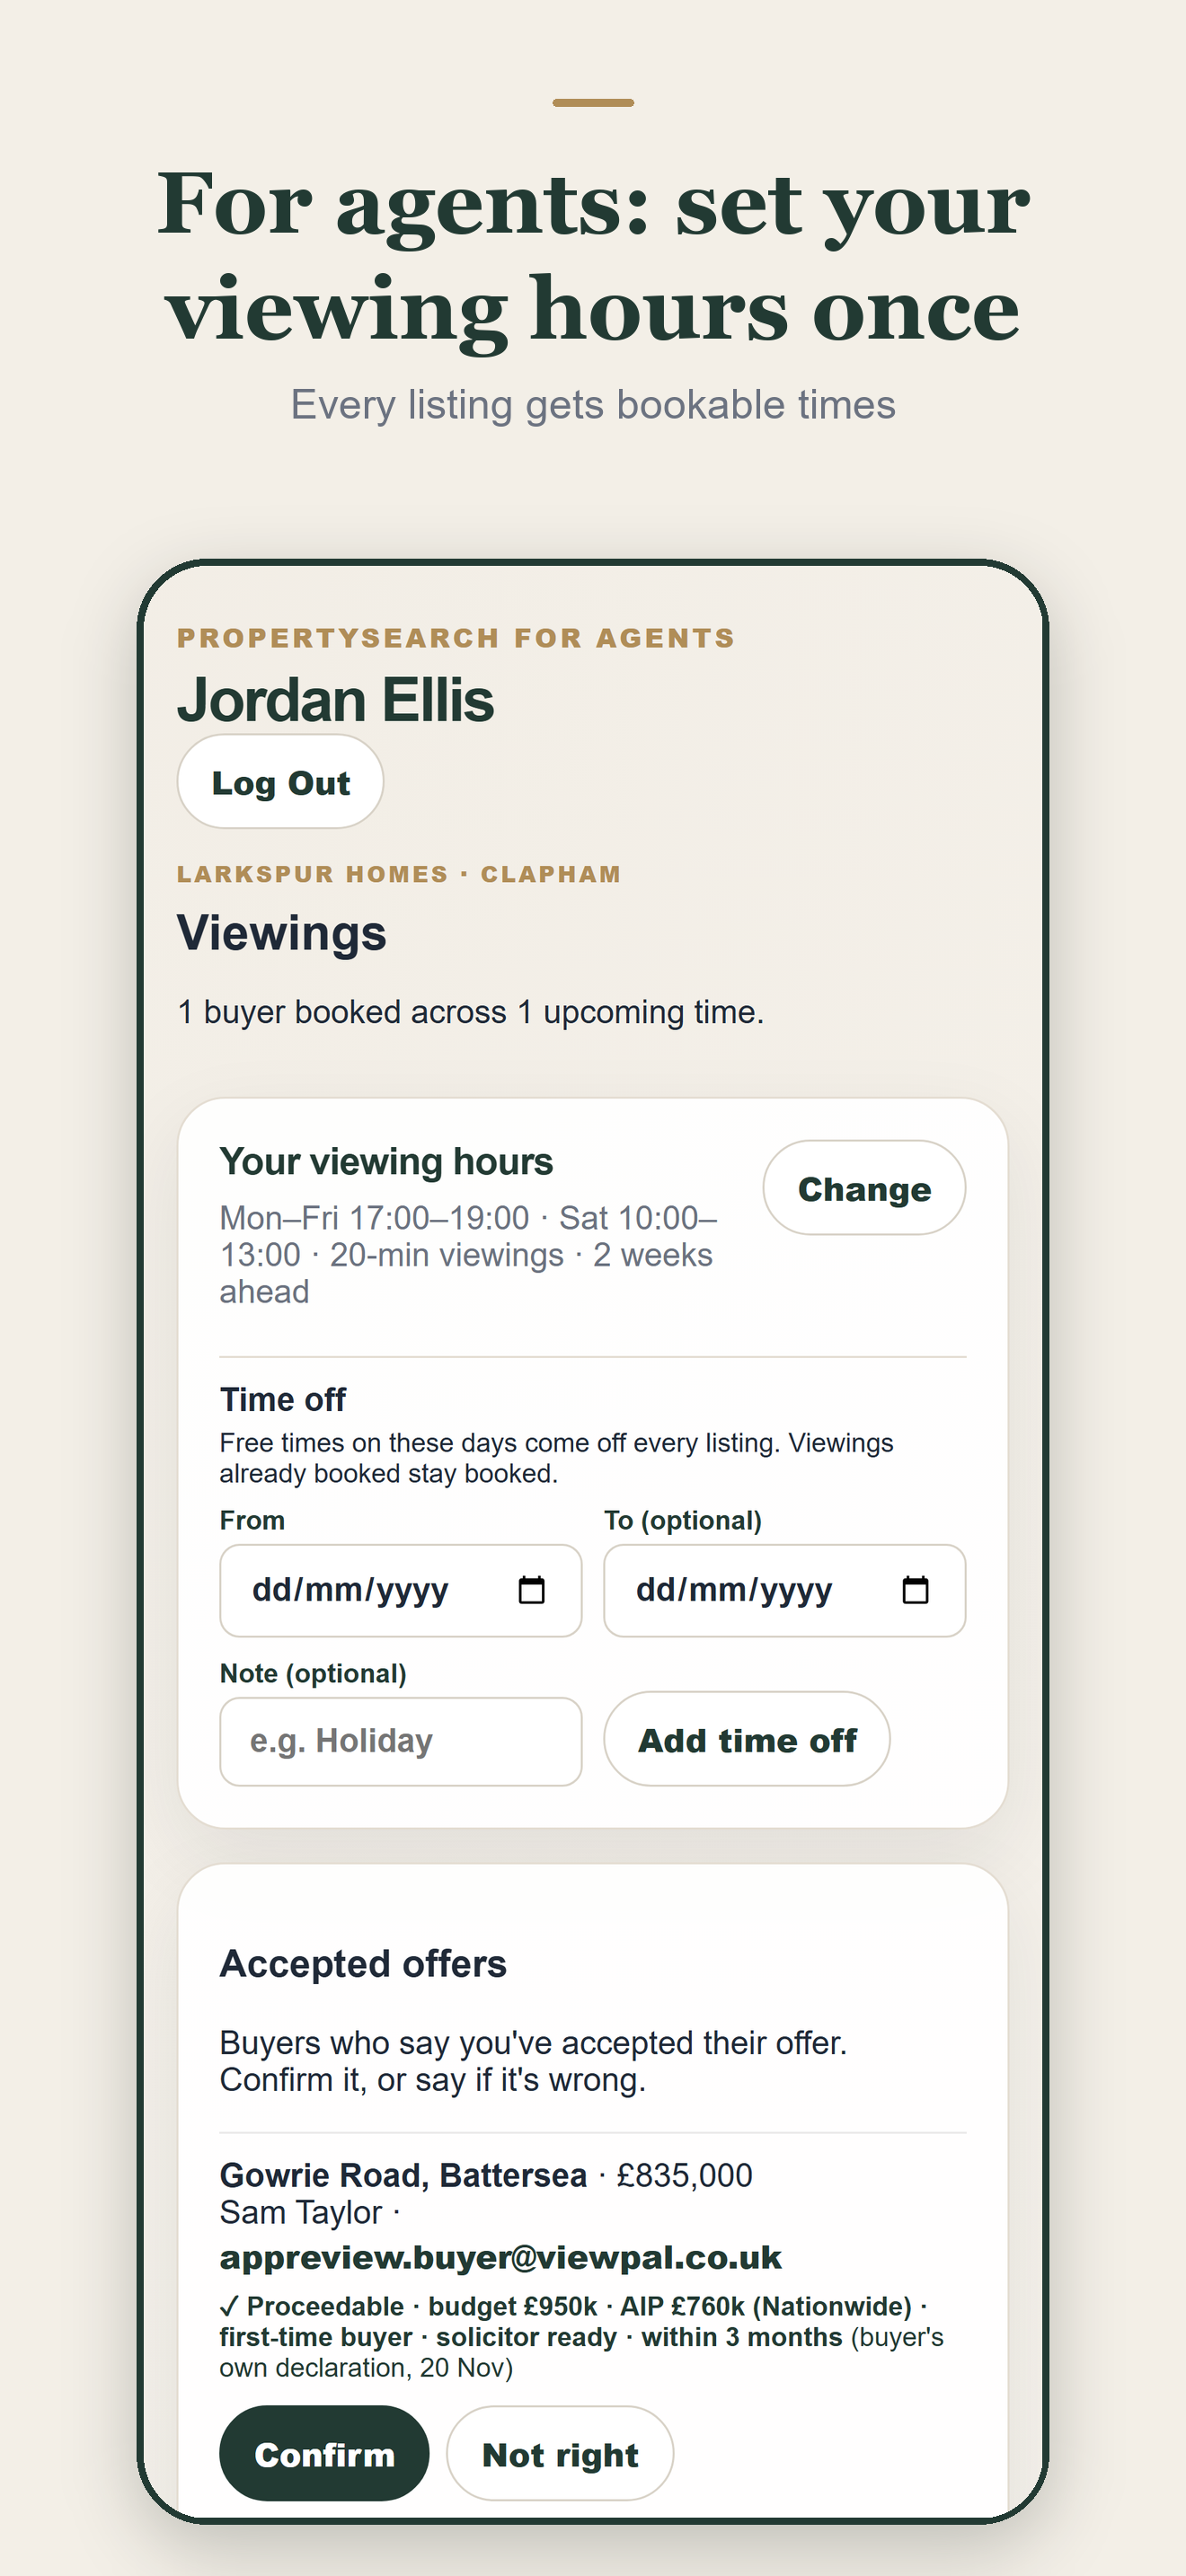 For agents: set your
viewing hours once
Every listing gets bookable times
PROPERTYSEARCH FOR AGENTS
Jordan Ellis
Log Out
LARKSPUR HOMES · CLAPHAM
Viewings
1 buyer booked across 1 upcoming time.
Your viewing hours
Change
Mon–Fri 17:00–19:00 · Sat 10:00–
13:00 · 20-min viewings · 2 weeks
ahead
Time off
Free times on these days come off every listing. Viewings
already booked stay booked.
From
To (optional)
dd/mm/yyyy
dd/mm/yyyy
Note (optional)
e.g. Holiday
Add time off
Accepted offers
Buyers who say you've accepted their offer.
Confirm it, or say if it's wrong.
Gowrie Road, Battersea · £835,000
Sam Taylor ·
appreview.buyer@viewpal.co.uk
✓ Proceedable · budget £950k · AIP £760k (Nationwide) ·
first-time buyer · solicitor ready · within 3 months (buyer's
own declaration, 20 Nov)
Confirm
Not right